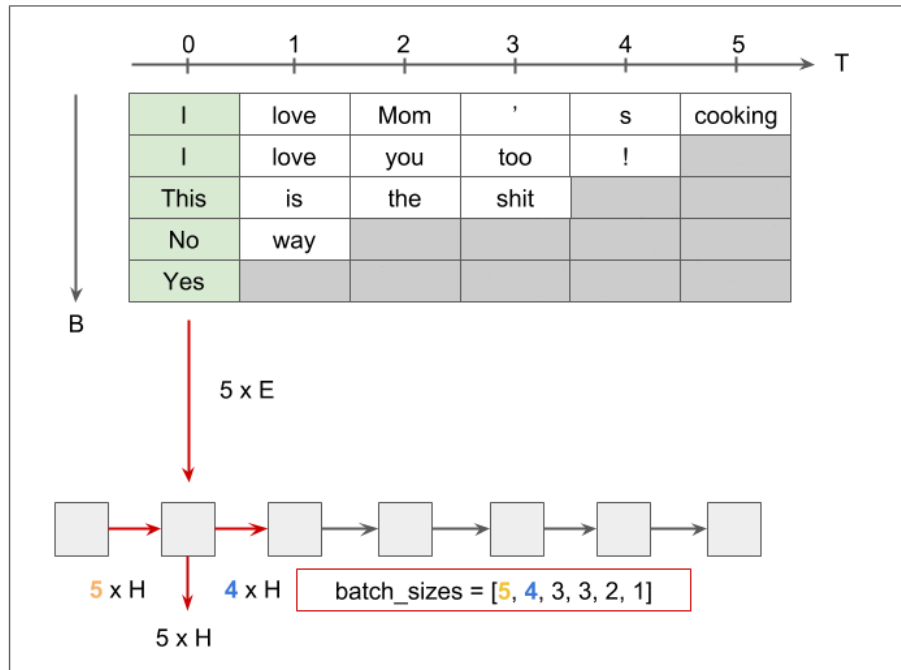 0 1 2 3 4 5
T
I love Mom ’ s cooking
I love you too !
This is the shit
No way
Yes
B
5 x E
5 x H 4 x H batch_sizes = [5, 4, 3, 3, 2, 1]
5 x H